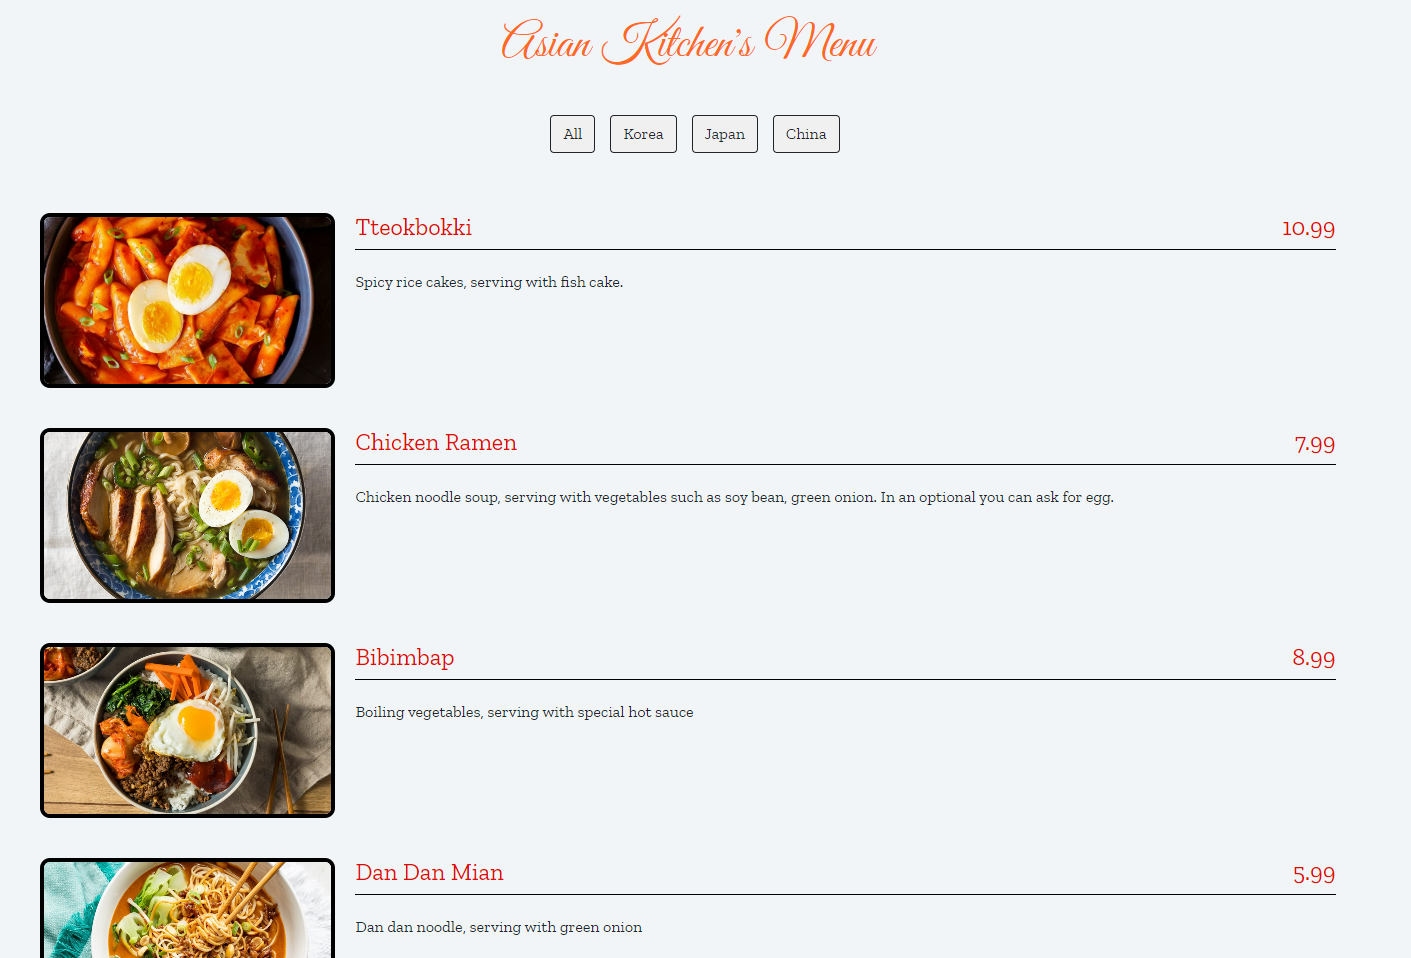 Asian Kitchen's Menu
All Korea Japan China
Tteokbokki 10.99
Spicy rice cakes, serving with fish cake.
Chicken Ramen 7.99
Chicken noodle soup, serving with vegetables such as soy bean, green onion. In an optional you can ask for egg.
Bibimbap 8.99
Boiling vegetables, serving with special hot sauce
Dan Dan Mian 5.99
Dan dan noodle, serving with green onion